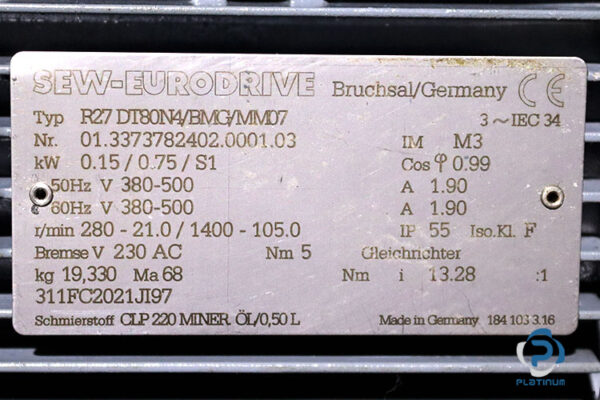 SEW-EURODRIVE Bruchsal/Germany CE
Typ R27 DT80N4/BMG/MM07 3~IEC 34
Nr. 01.3373782402.0001.03 IM M3
kW 0.15 / 0.75 / S1 Cos φ 0.99
50Hz V 380-500 A 1.90
60Hz V 380-500 A 1.90
r/min 280 - 21.0 / 1400 - 105.0 IP 55 Iso.Kl. F
Bremse V 230 AC Nm 5 Gleichrichter
kg 19,330 Ma 68 Nm i 13.28 :1
311FC2021JI97
Schmierstoff CLP 220 MINER. ÖL/0,50 L Made in Germany 184 103 3.16
PLATINUM